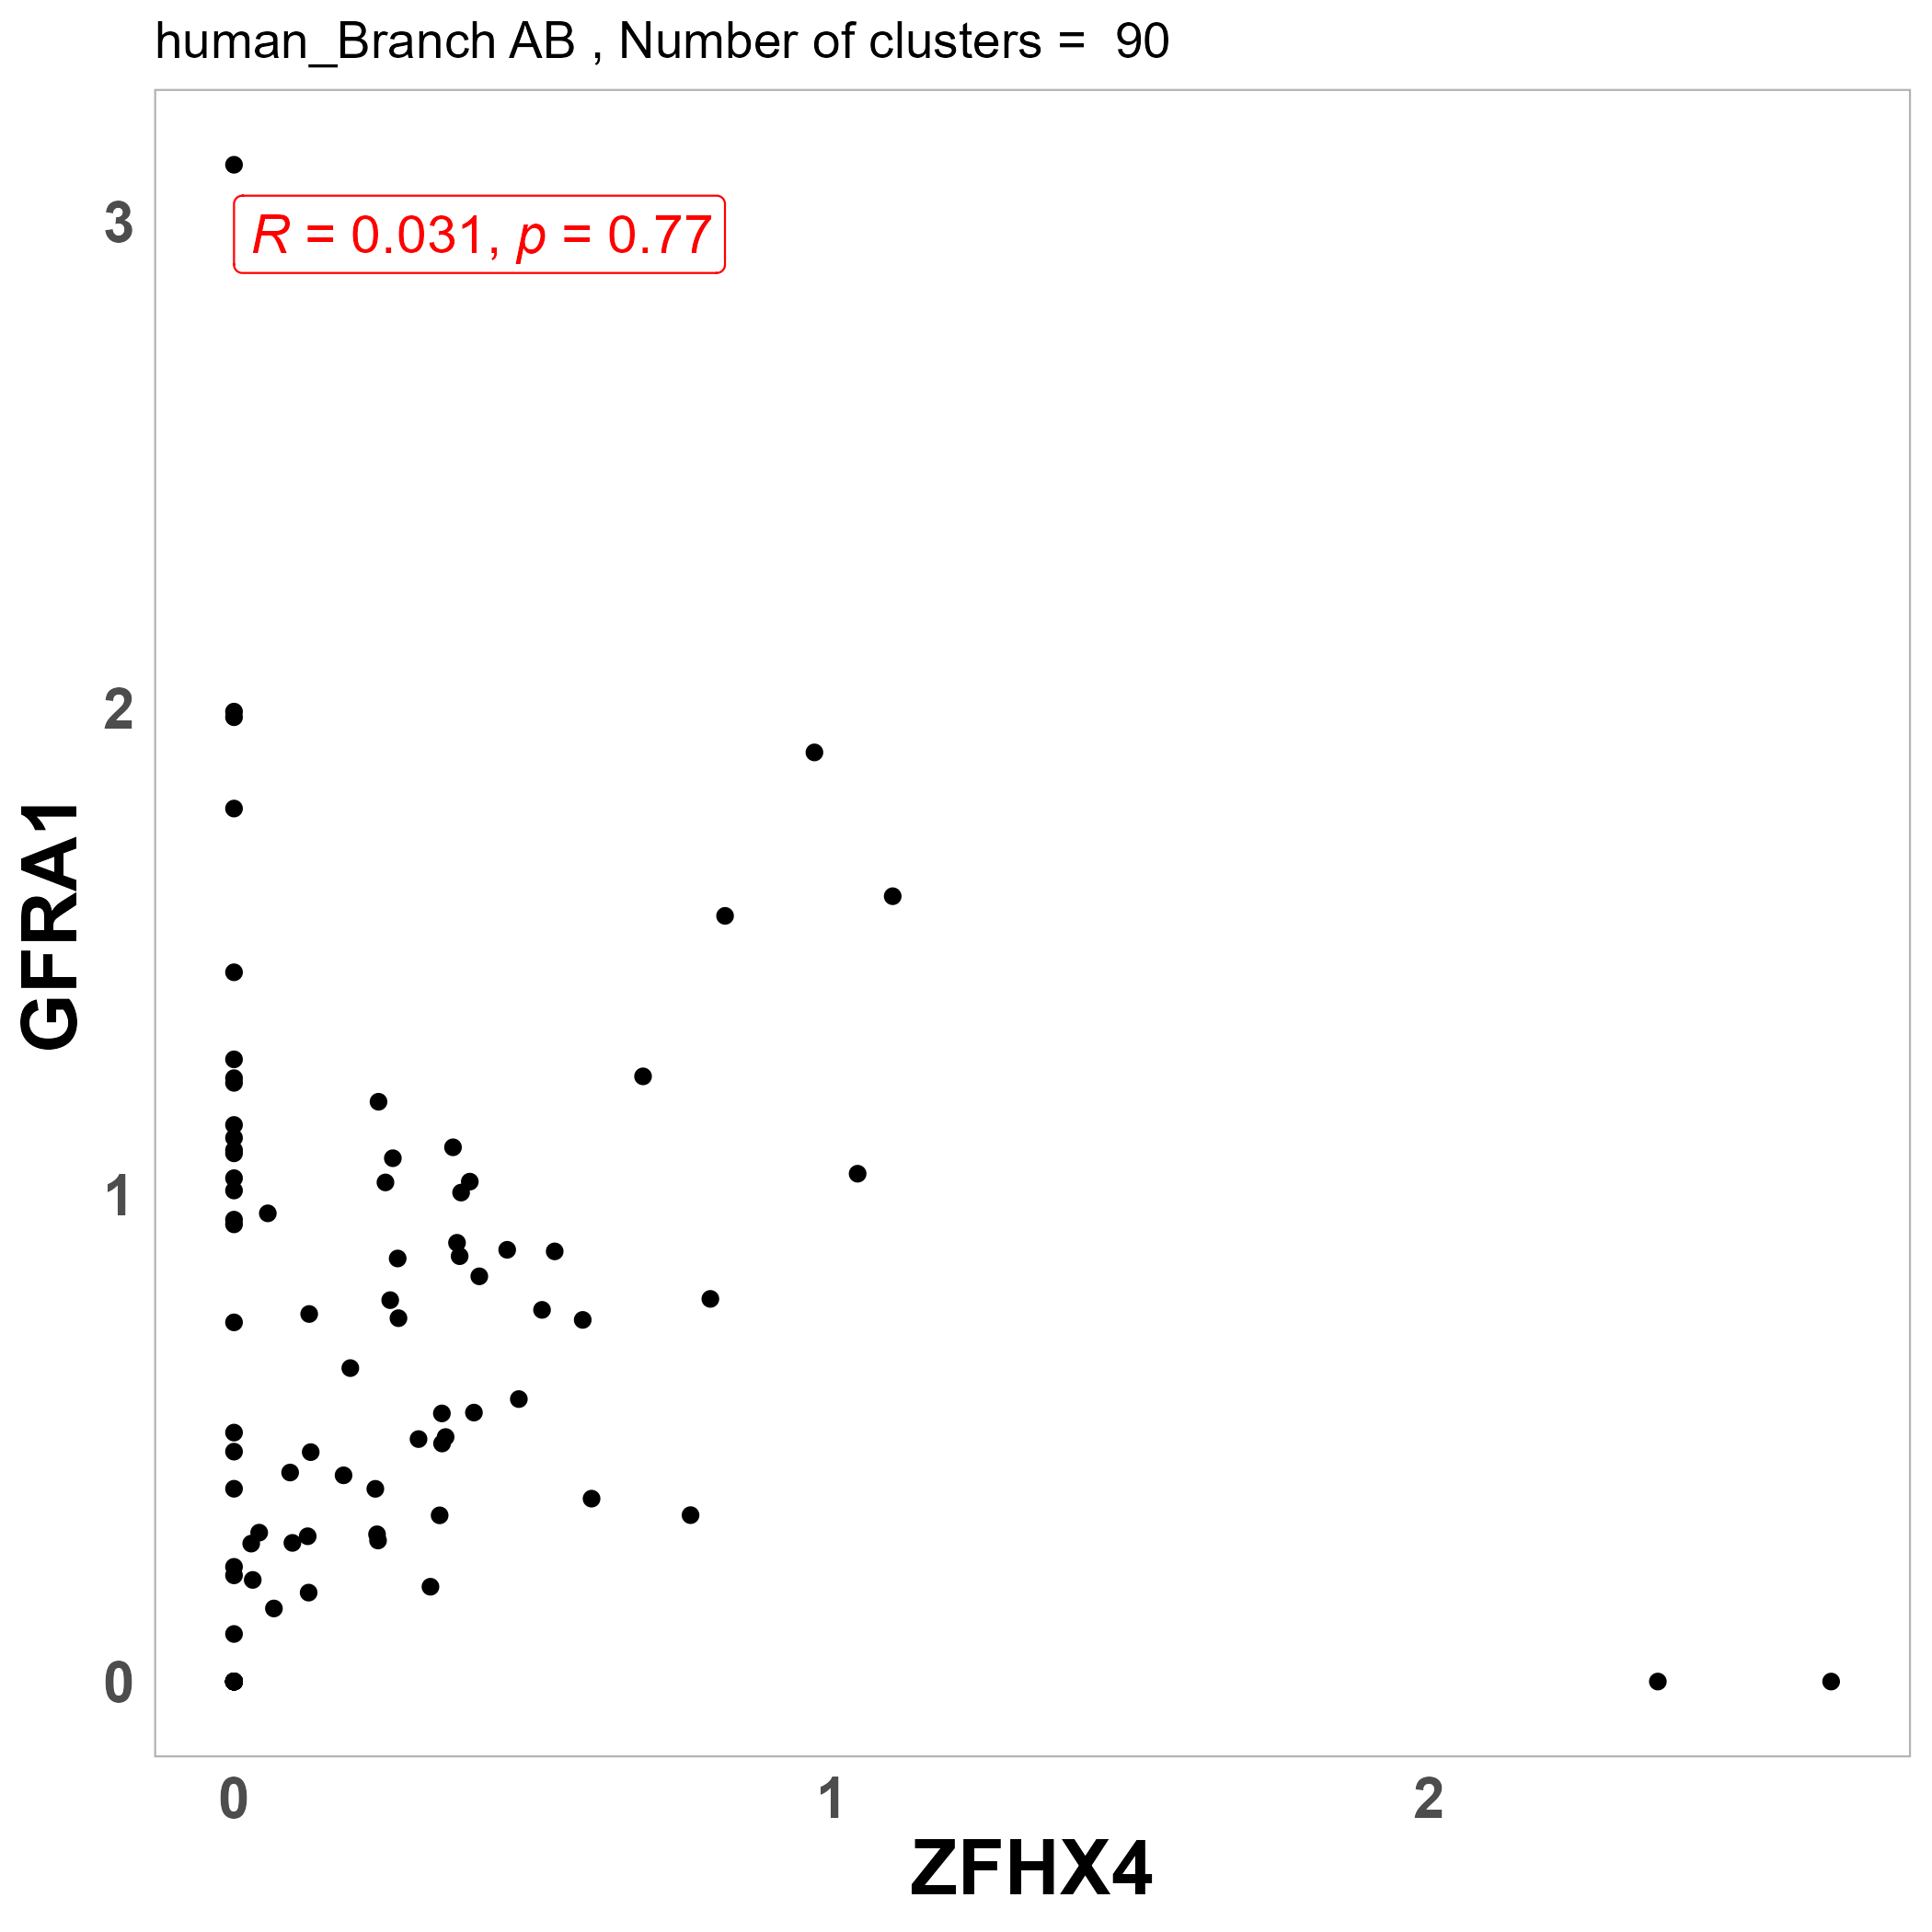 human_Branch AB , Number of clusters =  90
R = 0.031, p = 0.77
3
2
1
0
GFRA1
0
1
2
ZFHX4